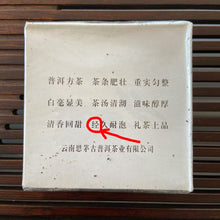 普洱方茶 茶条肥壮 重实匀整
白毫显美 茶汤清湖 滋味醇厚
清香回甜 经久耐泡 礼茶上品
云南思茅古普洱茶业有限公司